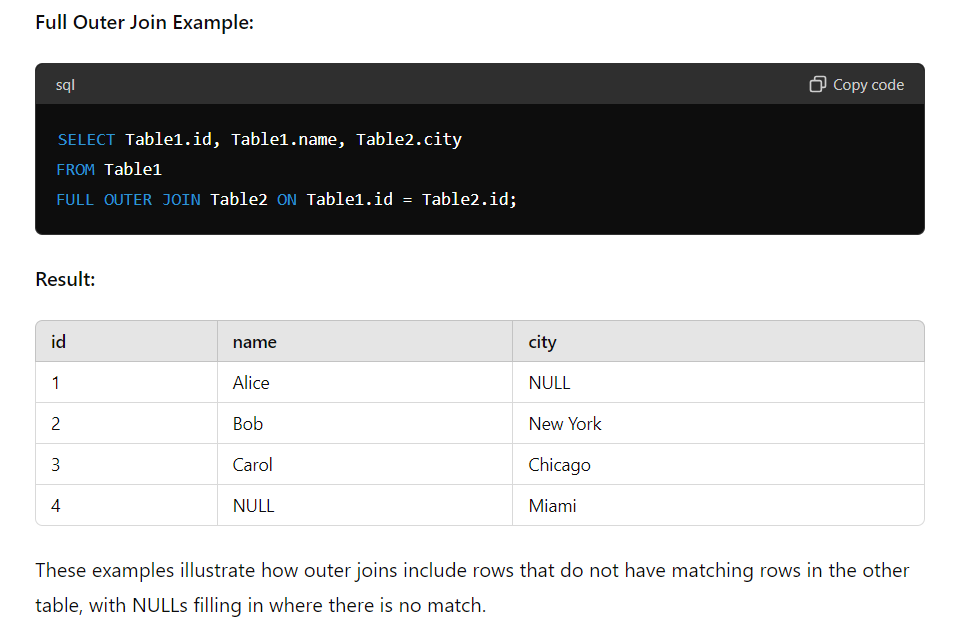 Full Outer Join Example:
sql
Copy code
SELECT Table1.id, Table1.name, Table2.city
FROM Table1
FULL OUTER JOIN Table2 ON Table1.id = Table2.id;
Result:
id name city
1 Alice NULL
2 Bob New York
3 Carol Chicago
4 NULL Miami
These examples illustrate how outer joins include rows that do not have matching rows in the other
table, with NULLs filling in where there is no match.